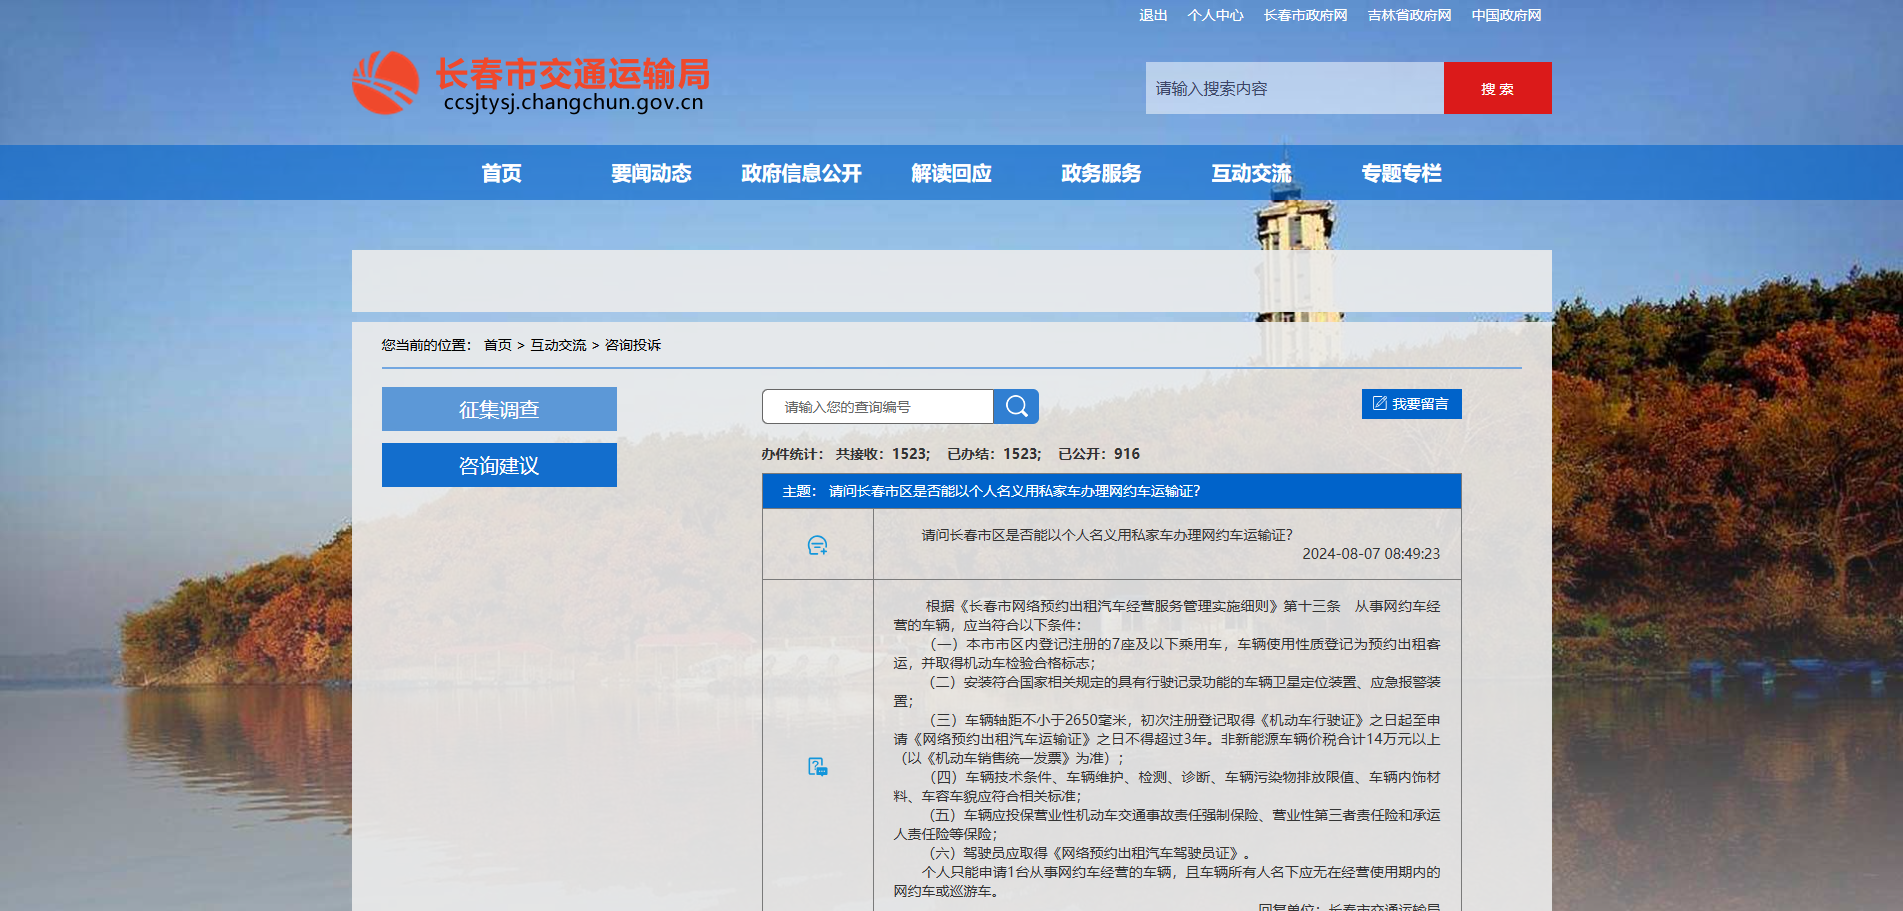 退出 个人中心 长春市政府网 吉林省政府网 中国政府网
长春市交通运输局
ccsjtysj.changchun.gov.cn
请输入搜索内容
搜 索
首页 要闻动态 政府信息公开 解读回应 政务服务 互动交流 专题专栏
您当前的位置： 首页 > 互动交流 > 咨询投诉
征集调查
咨询建议
请输入您的查询编号
我要留言
办件统计： 共接收：1523; 已办结：1523; 已公开：916
主题： 请问长春市区是否能以个人名义用私家车办理网约车运输证？
请问长春市区是否能以个人名义用私家车办理网约车运输证？
2024-08-07 08:49:23
根据《长春市网络预约出租汽车经营服务管理实施细则》第十三条 从事网约车经
营的车辆，应当符合以下条件：
（一）本市市区内登记注册的7座及以下乘用车，车辆使用性质登记为预约出租客
运，并取得机动车检验合格标志；
（二）安装符合国家相关规定的具有行驶记录功能的车辆卫星定位装置、应急报警装
置；
（三）车辆轴距不小于2650毫米，初次注册登记取得《机动车行驶证》之日起至申
请《网络预约出租汽车运输证》之日不得超过3年。非新能源车辆价税合计14万元以上
（以《机动车销售统一发票》为准）；
（四）车辆技术条件、车辆维护、检测、诊断、车辆污染物排放限值、车辆内饰材
料、车容车貌应符合相关标准；
（五）车辆应投保营业性机动车交通事故责任强制保险、营业性第三者责任险和承运
人责任险等保险；
（六）驾驶员应取得《网络预约出租汽车驾驶员证》。
个人只能申请1台从事网约车经营的车辆，且车辆所有人名下应无在经营使用期内的
网约车或巡游车。
回复单位：长春市交通运输局